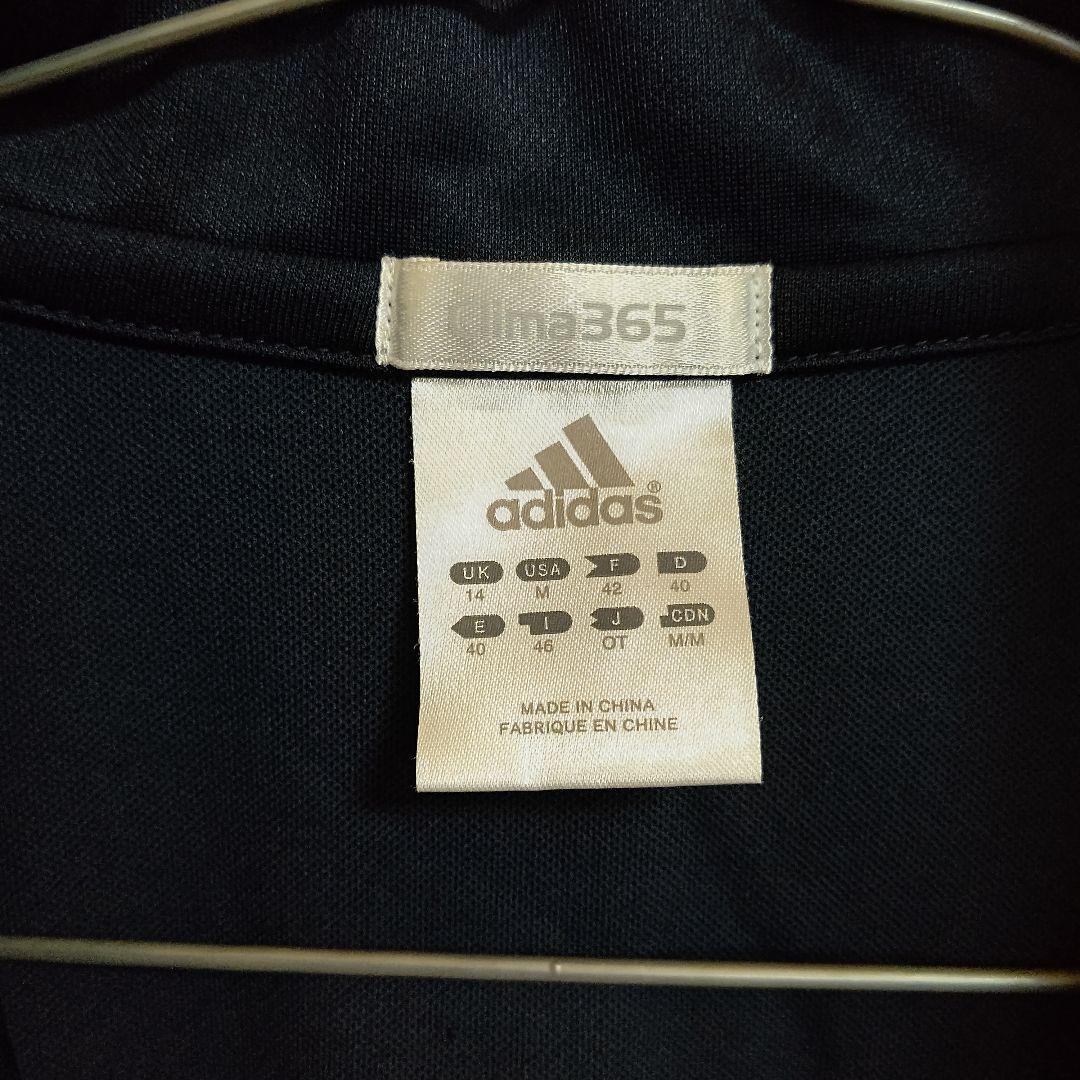 Clima365
adidas®
UK USA F D
14 M 42 40
E I J CDN
40 46 OT M/M
MADE IN CHINA
FABRIQUE EN CHINE